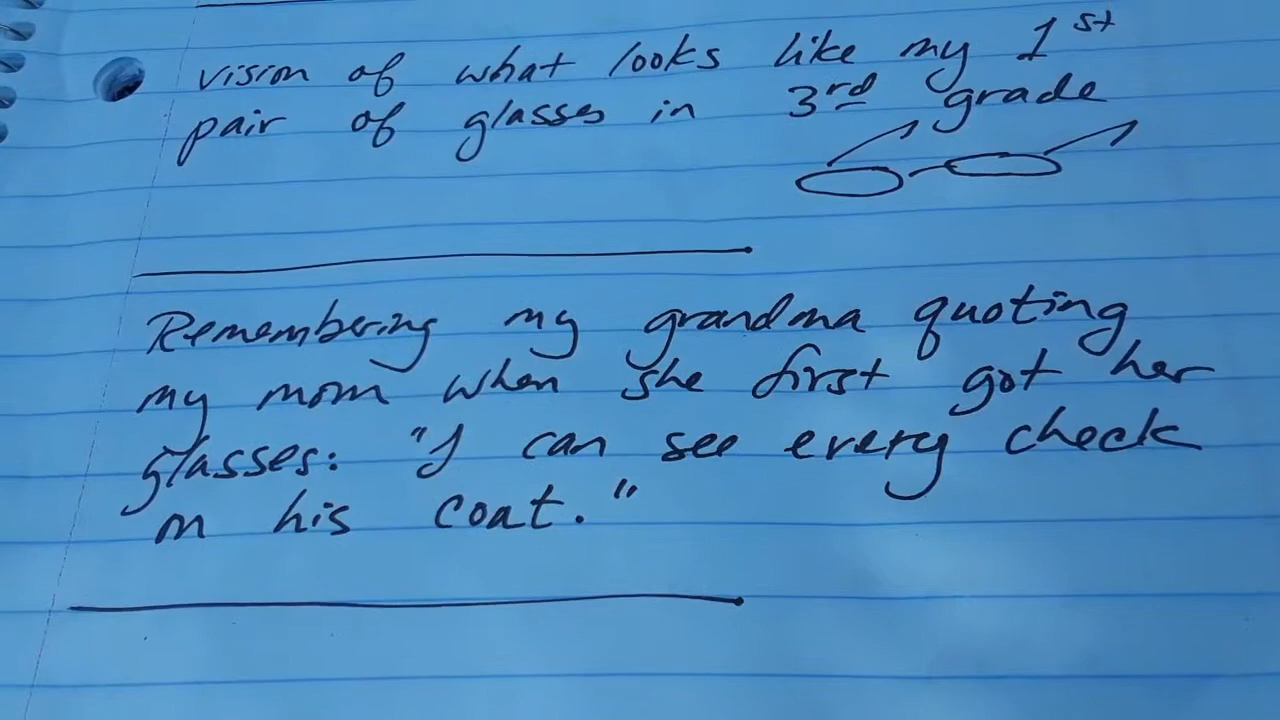 vision of what looks like my 1st
pair of glasses in 3rd grade
Remembering my grandma quoting
my mom when she first got her
glasses: "I can see every check
on his coat."